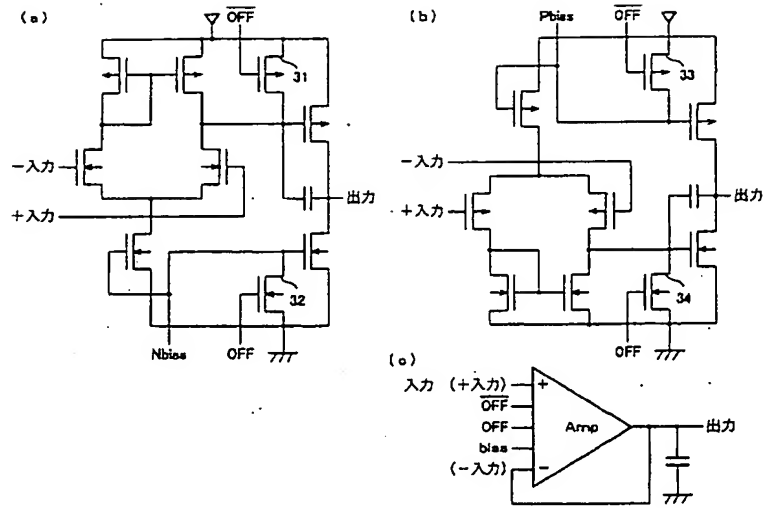 (a)
OFF
31
−入力
+入力
出力
32
Nbias
OFF
(b)
Pbias
OFF
33
−入力
+入力
出力
34
OFF
(c)
入力 (+入力)
OFF
OFF
bias
(−入力)
+
Amp
−
出力